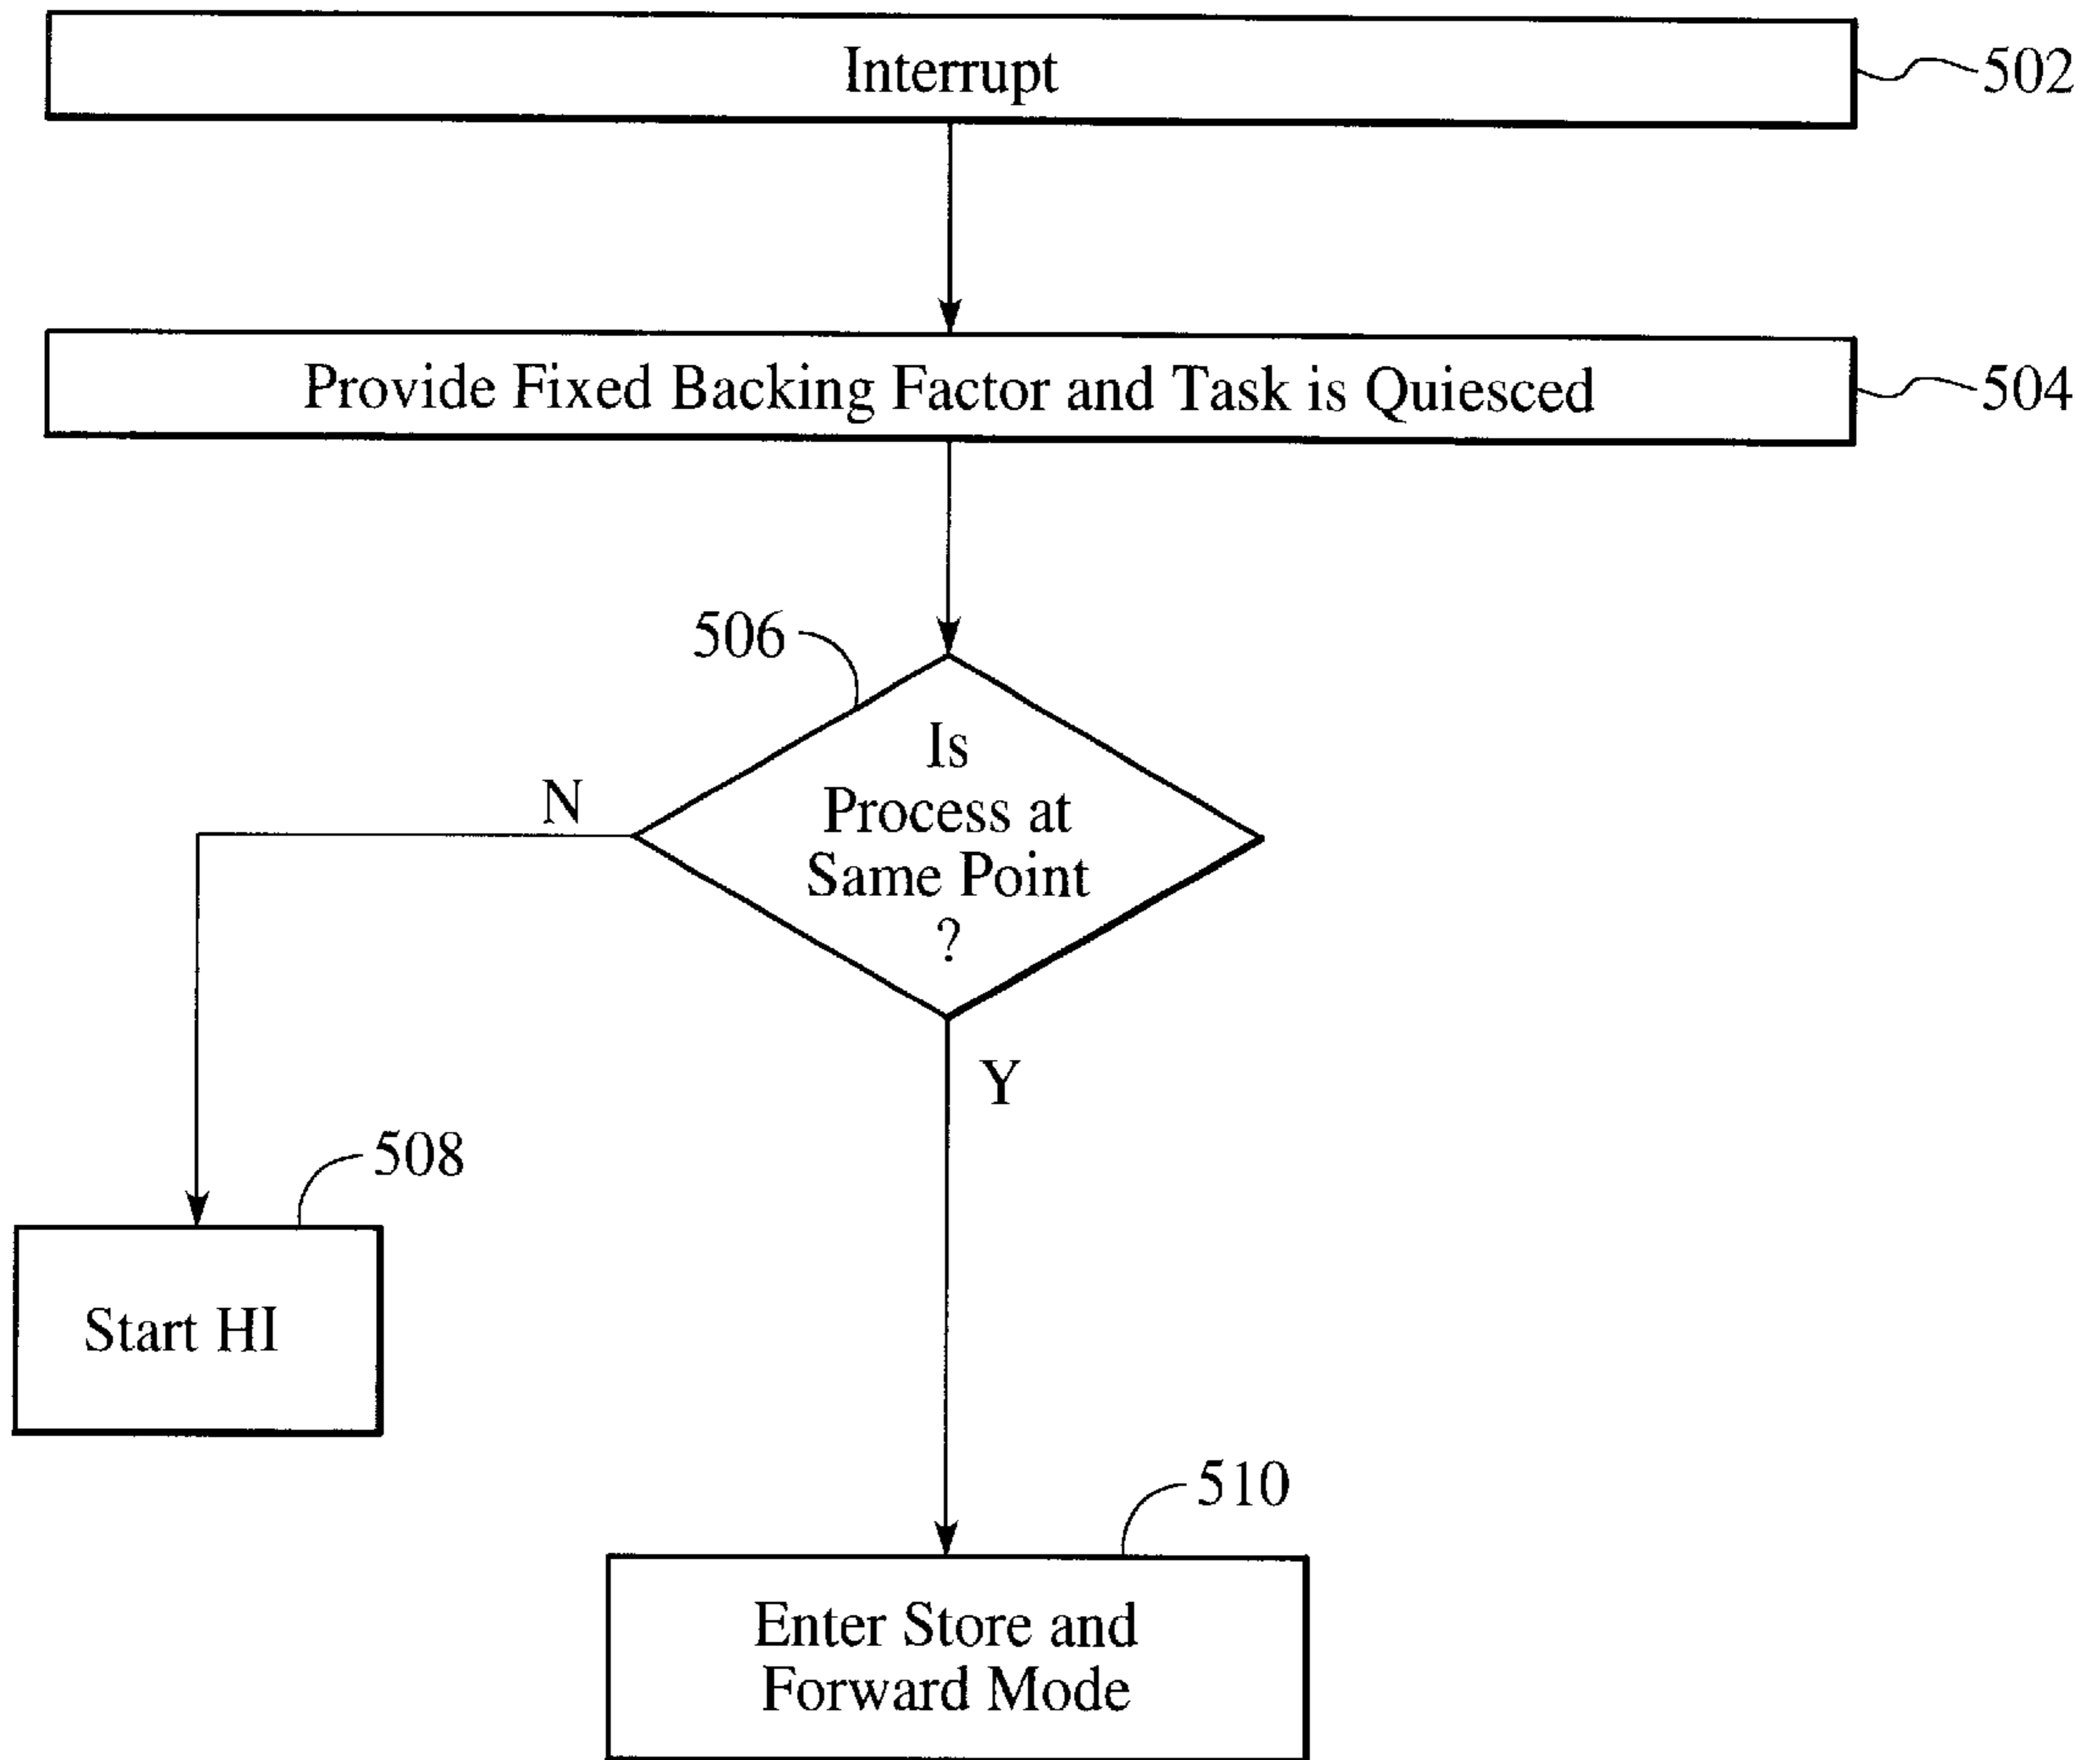 Interrupt
502
Provide Fixed Backing Factor and Task is Quiesced
504
506
Is
Process at
Same Point
?
N
Y
508
Start HI
510
Enter Store and
Forward Mode